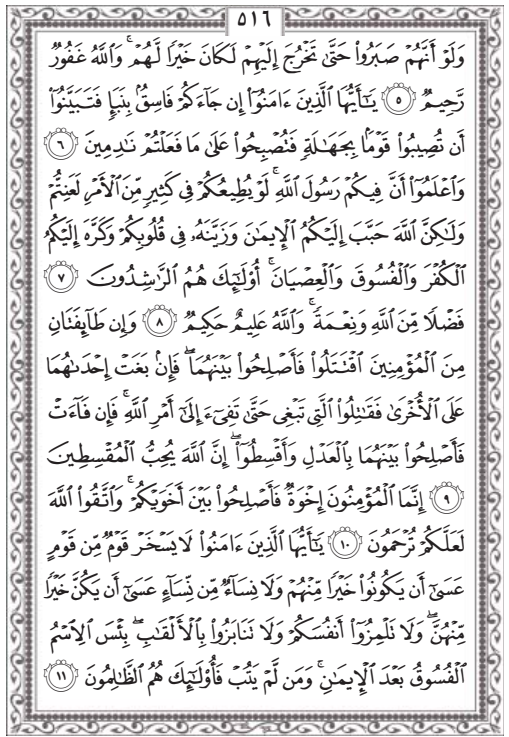 ٥١٦
وَلَوْ أَنَّهُمْ صَبَرُوا۟ حَتَّىٰ تَخْرُجَ إِلَيْهِمْ لَكَانَ خَيْرًا لَّهُمْ ۚ وَٱللَّهُ غَفُورٌ
رَّحِيمٌ ٥ يَٰٓأَيُّهَا ٱلَّذِينَ ءَامَنُوٓا۟ إِن جَآءَكُمْ فَاسِقٌۢ بِنَبَإٍ فَتَبَيَّنُوٓا۟
أَن تُصِيبُوا۟ قَوْمًۢا بِجَهَٰلَةٍ فَتُصْبِحُوا۟ عَلَىٰ مَا فَعَلْتُمْ نَٰدِمِينَ ٦
وَٱعْلَمُوٓا۟ أَنَّ فِيكُمْ رَسُولَ ٱللَّهِ ۚ لَوْ يُطِيعُكُمْ فِى كَثِيرٍ مِّنَ ٱلْأَمْرِ لَعَنِتُّمْ
وَلَٰكِنَّ ٱللَّهَ حَبَّبَ إِلَيْكُمُ ٱلْإِيمَٰنَ وَزَيَّنَهُۥ فِى قُلُوبِكُمْ وَكَرَّهَ إِلَيْكُمُ
ٱلْكُفْرَ وَٱلْفُسُوقَ وَٱلْعِصْيَانَ ۚ أُو۟لَٰٓئِكَ هُمُ ٱلرَّٰشِدُونَ ٧
فَضْلًا مِّنَ ٱللَّهِ وَنِعْمَةً ۚ وَٱللَّهُ عَلِيمٌ حَكِيمٌ ٨ وَإِن طَآئِفَتَانِ
مِنَ ٱلْمُؤْمِنِينَ ٱقْتَتَلُوا۟ فَأَصْلِحُوا۟ بَيْنَهُمَا ۖ فَإِنۢ بَغَتْ إِحْدَىٰهُمَا
عَلَى ٱلْأُخْرَىٰ فَقَٰتِلُوا۟ ٱلَّتِى تَبْغِى حَتَّىٰ تَفِىٓءَ إِلَىٰٓ أَمْرِ ٱللَّهِ ۚ فَإِن فَآءَتْ
فَأَصْلِحُوا۟ بَيْنَهُمَا بِٱلْعَدْلِ وَأَقْسِطُوٓا۟ ۖ إِنَّ ٱللَّهَ يُحِبُّ ٱلْمُقْسِطِينَ
٩ إِنَّمَا ٱلْمُؤْمِنُونَ إِخْوَةٌ فَأَصْلِحُوا۟ بَيْنَ أَخَوَيْكُمْ ۚ وَٱتَّقُوا۟ ٱللَّهَ
لَعَلَّكُمْ تُرْحَمُونَ ١٠ يَٰٓأَيُّهَا ٱلَّذِينَ ءَامَنُوا۟ لَا يَسْخَرْ قَوْمٌ مِّن قَوْمٍ
عَسَىٰٓ أَن يَكُونُوا۟ خَيْرًا مِّنْهُمْ وَلَا نِسَآءٌ مِّن نِّسَآءٍ عَسَىٰٓ أَن يَكُنَّ خَيْرًا
مِّنْهُنَّ ۖ وَلَا تَلْمِزُوٓا۟ أَنفُسَكُمْ وَلَا تَنَابَزُوا۟ بِٱلْأَلْقَٰبِ ۖ بِئْسَ ٱلِٱسْمُ
ٱلْفُسُوقُ بَعْدَ ٱلْإِيمَٰنِ ۚ وَمَن لَّمْ يَتُبْ فَأُو۟لَٰٓئِكَ هُمُ ٱلظَّٰلِمُونَ ١١